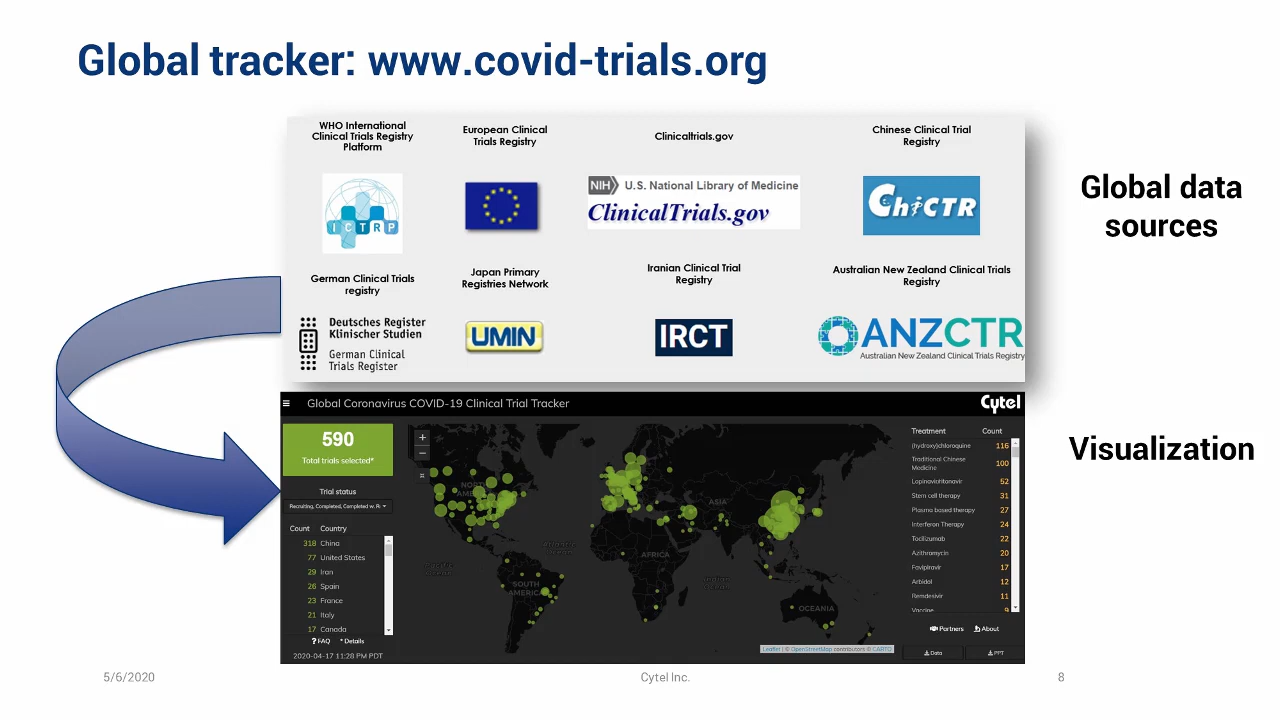 Global tracker: www.covid-trials.org
WHO International
Clinical Trials Registry
Platform
European Clinical
Trials Registry
Clinicaltrials.gov
Chinese Clinical Trial
Registry
ICTRP
NIH U.S. National Library of Medicine
ClinicalTrials.gov
ChiCTR
Global data
sources
German Clinical Trials
registry
Japan Primary
Registries Network
Iranian Clinical Trial
Registry
Australian New Zealand Clinical Trials
Registry
Deutsches Register
Klinischer Studien
German Clinical
Trials Register
UMIN
IRCT
ANZCTR
Australian New Zealand Clinical Trials Registry
Global Coronavirus COVID-19 Clinical Trial Tracker
Cytel
590
Total trials selected*
Trial status
Recruiting, Completed, Completed w. R
Count Country
318 China
77 United States
29 Iran
26 Spain
23 France
21 Italy
17 Canada
? FAQ * Details
2020-04-17 11:28 PM PDT
+
−
NORTH
AMERICA
ASIA
AFRICA
SOUTH
AMERICA
OCEANIA
Leaflet | © OpenStreetMap contributors © CARTO
Treatment Count
(hydroxy)chloroquine 116
Traditional Chinese
Medicine 100
Lopinavir/ritonavir 52
Stem cell therapy 31
Plasma based therapy 27
Interferon Therapy 24
Tocilizumab 22
Azithromycin 20
Favipiravir 17
Arbidol 12
Remdesivir 11
Vaccine 9
Partners About
Data PPT
Visualization
5/6/2020
Cytel Inc.
8